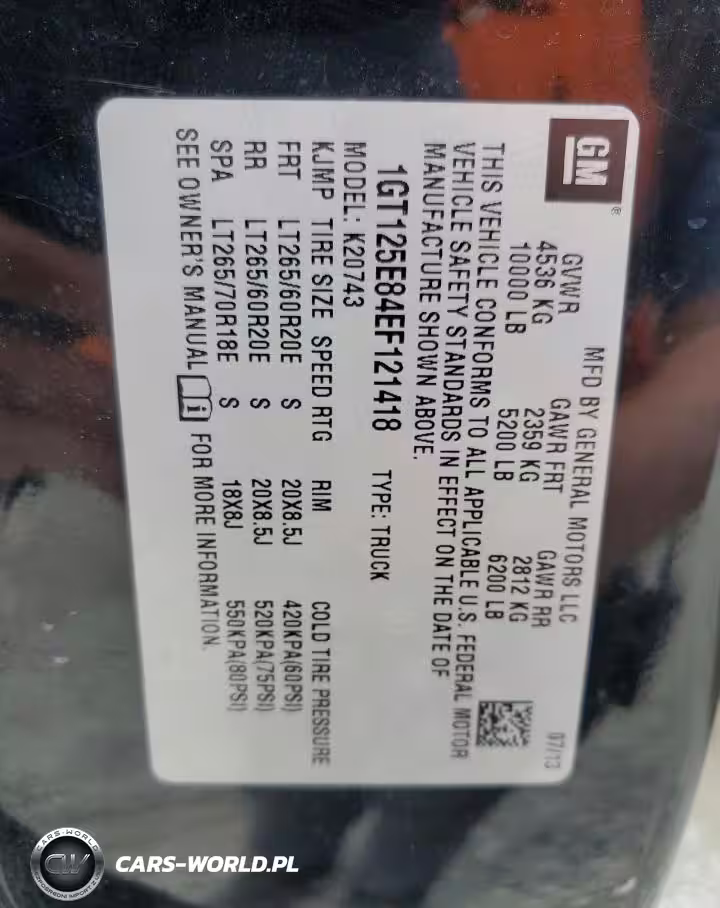 GM®
MFD BY GENERAL MOTORS LLC 07/13
GVWR GAWR FRT GAWR RR
4536 KG 2359 KG 2812 KG
10000 LB 5200 LB 6200 LB
THIS VEHICLE CONFORMS TO ALL APPLICABLE U.S. FEDERAL MOTOR
VEHICLE SAFETY STANDARDS IN EFFECT ON THE DATE OF
MANUFACTURE SHOWN ABOVE.
1GT125E84EF121418 TYPE: TRUCK
MODEL: K20743
KJMP TIRE SIZE SPEED RTG RIM COLD TIRE PRESSURE
FRT LT265/60R20E S 20X8.5J 420KPA(60PSI)
RR LT265/60R20E S 20X8.5J 520KPA(75PSI)
SPA LT265/70R18E S 18X8J 550KPA(80PSI)
SEE OWNER'S MANUAL i FOR MORE INFORMATION.
CARS-WORLD
CW
CARS-WORLD.PL